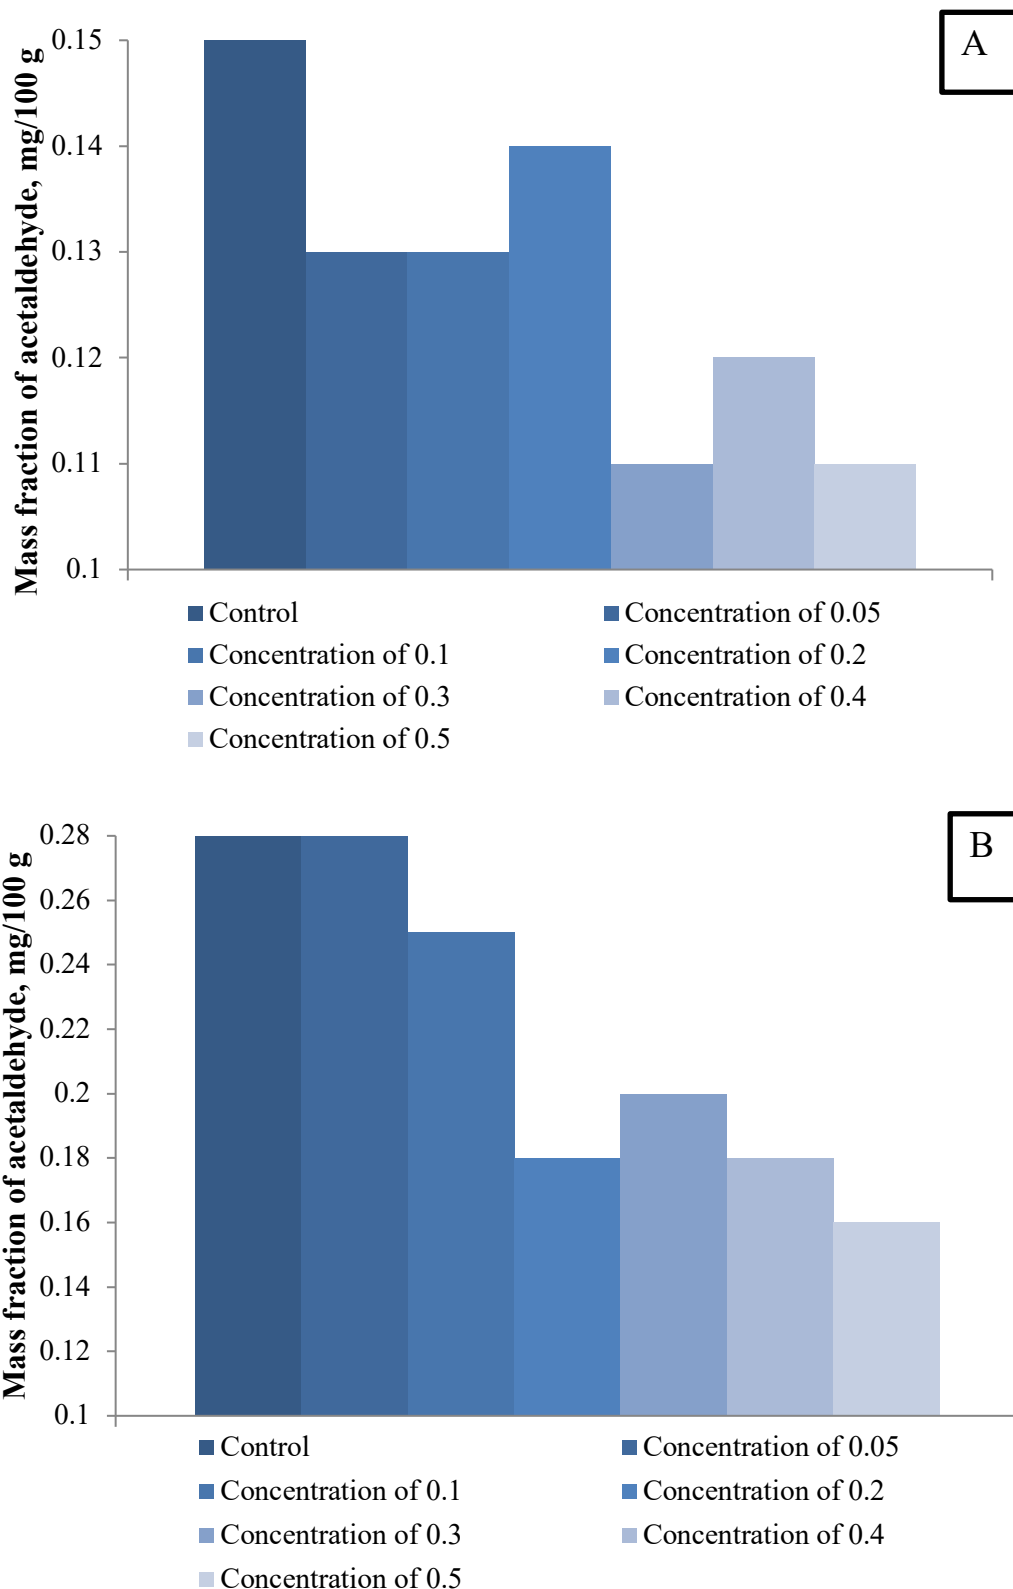 A
Mass fraction of acetaldehyde, mg/100 g
0.15
0.14
0.13
0.12
0.11
0.1
Control
Concentration of 0.05
Concentration of 0.1
Concentration of 0.2
Concentration of 0.3
Concentration of 0.4
Concentration of 0.5
B
Mass fraction of acetaldehyde, mg/100 g
0.28
0.26
0.24
0.22
0.2
0.18
0.16
0.14
0.12
0.1
Control
Concentration of 0.05
Concentration of 0.1
Concentration of 0.2
Concentration of 0.3
Concentration of 0.4
Concentration of 0.5